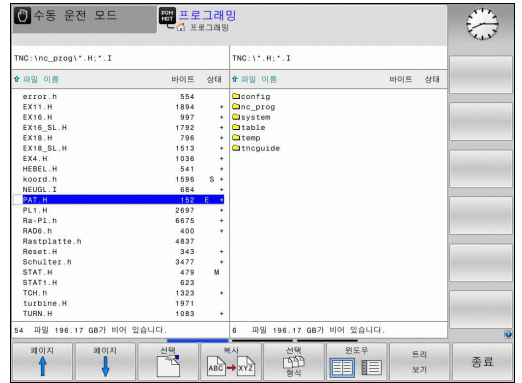 수동 운전 모드
PGM MGT 프로그래밍
프로그래밍
TNC:\nc_prog\*.H;*.I
파일 이름 바이트 상태
error.h 554
EX11.H 1894 +
EX16.H 997 +
EX16_SL.H 1792 +
EX18.H 796 +
EX18_SL.H 1513 +
EX4.H 1036 +
HEBEL.H 541 +
koord.h 1596 S +
NEUGL.I 684 +
PAT.H 152 E +
PL1.H 2697 +
Ra-Pl.h 6675 +
RAD6.h 400 +
Rastplatte.h 4837
Reset.H 343 +
Schulter.h 3477 +
STAT.H 479 M
STAT1.H 623
TCH.h 1323 +
turbine.H 1971
TURN.H 1083 +
54 파일 196.17 GB가 비어 있습니다.
TNC:\*.H;*.I
파일 이름 바이트 상태
config
nc_prog
system
table
temp
tncguide
6 파일 196.17 GB가 비어 있습니다.
페이지
페이지
선택
복사
ABC XYZ
선택
형식
윈도우
트리
보기
종료